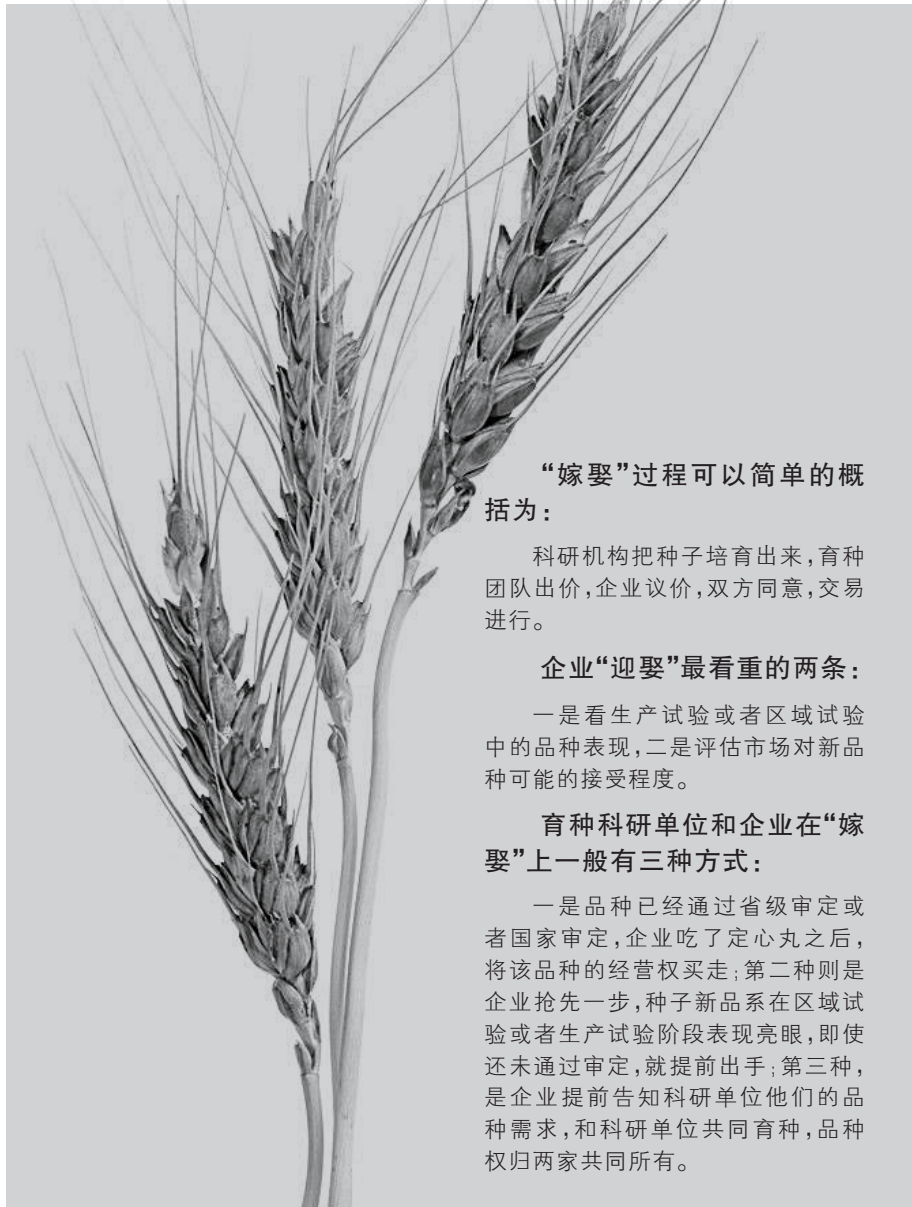 “嫁娶”过程可以简单的概
括为：
科研机构把种子培育出来，育种
团队出价，企业议价，双方同意，交易
进行。
企业“迎娶”最看重的两条：
一是看生产试验或者区域试验
中的品种表现，二是评估市场对新品
种可能的接受程度。
育种科研单位和企业在“嫁
娶”上一般有三种方式：
一是品种已经通过省级审定或
者国家审定，企业吃了定心丸之后，
将该品种的经营权买走；第二种则是
企业抢先一步，种子新品系在区域试
验或者生产试验阶段表现亮眼，即使
还未通过审定，就提前出手；第三种，
是企业提前告知科研单位他们的品
种需求，和科研单位共同育种，品种
权归两家共同所有。